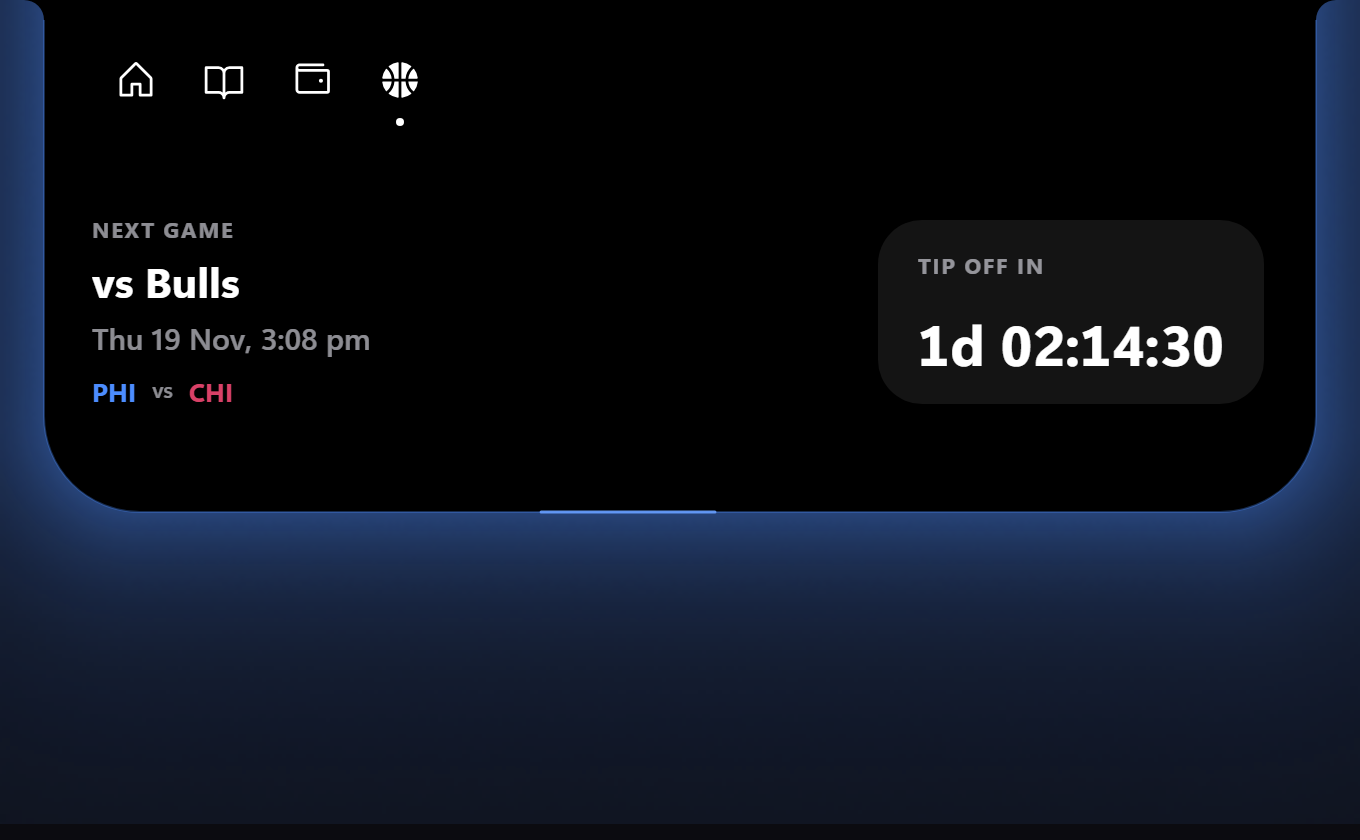 NEXT GAME
vs Bulls
Thu 19 Nov, 3:08 pm
PHI vs CHI
TIP OFF IN
1d 02:14:30